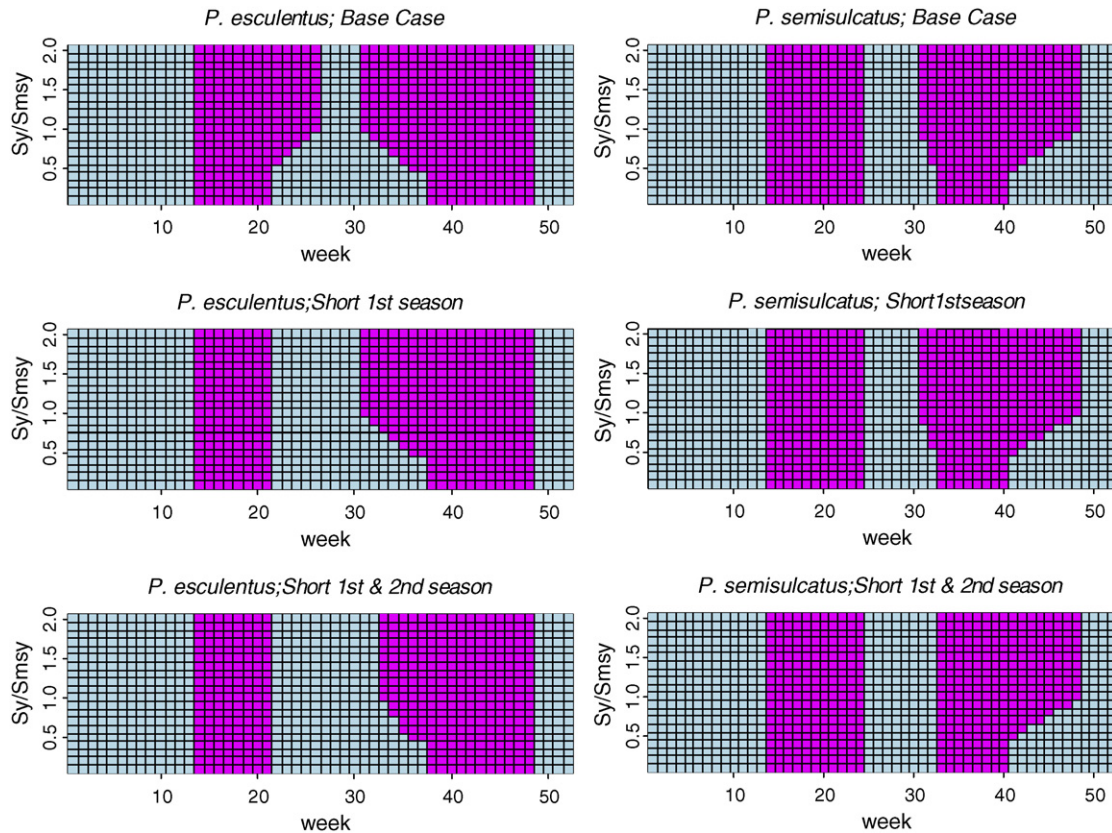 P. esculentus; Base Case
P. semisulcatus; Base Case
Sy/Smsy
0.5 1.0 1.5 2.0
10 20 30 40 50
week
Sy/Smsy
0.5 1.0 1.5 2.0
10 20 30 40 50
week
P. esculentus;Short 1st season
P. semisulcatus; Short1stseason
Sy/Smsy
0.5 1.0 1.5 2.0
10 20 30 40 50
week
Sy/Smsy
0.5 1.0 1.5 2.0
10 20 30 40 50
week
P. esculentus;Short 1st & 2nd season
P. semisulcatus;Short 1st & 2nd season
Sy/Smsy
0.5 1.0 1.5 2.0
10 20 30 40 50
week
Sy/Smsy
0.5 1.0 1.5 2.0
10 20 30 40 50
week